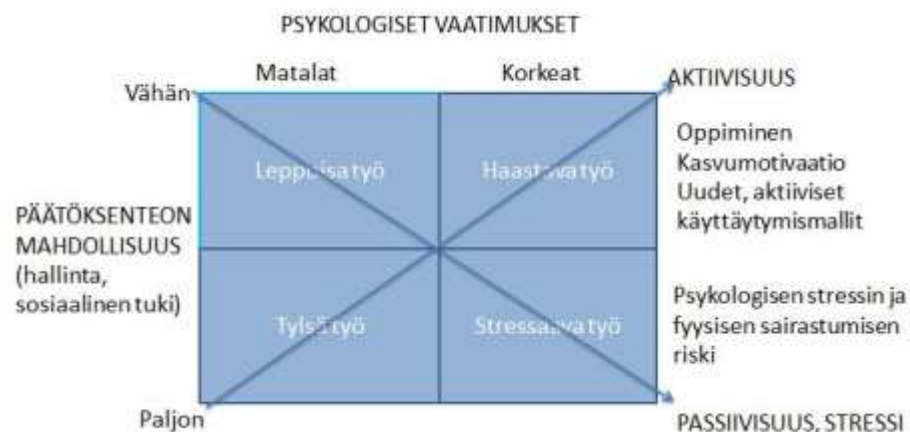 PSYKOLOGISET VAATIMUKSET
Matalat
Korkeat
Vähän
AKTIIVISUUS
Leppoisa työ
Haastava työ
Oppiminen
Kasvumotivaatio
Uudet, aktiiviset
käyttäytymismallit
PÄÄTÖKSENTEON
MAHDOLLISUUS
(hallinta,
sosiaalinen tuki)
Tylsä työ
Stressaava työ
Psykologisen stressin ja
fyysisen sairastumisen
riski
Paljon
PASSIIVISUUS, STRESSI